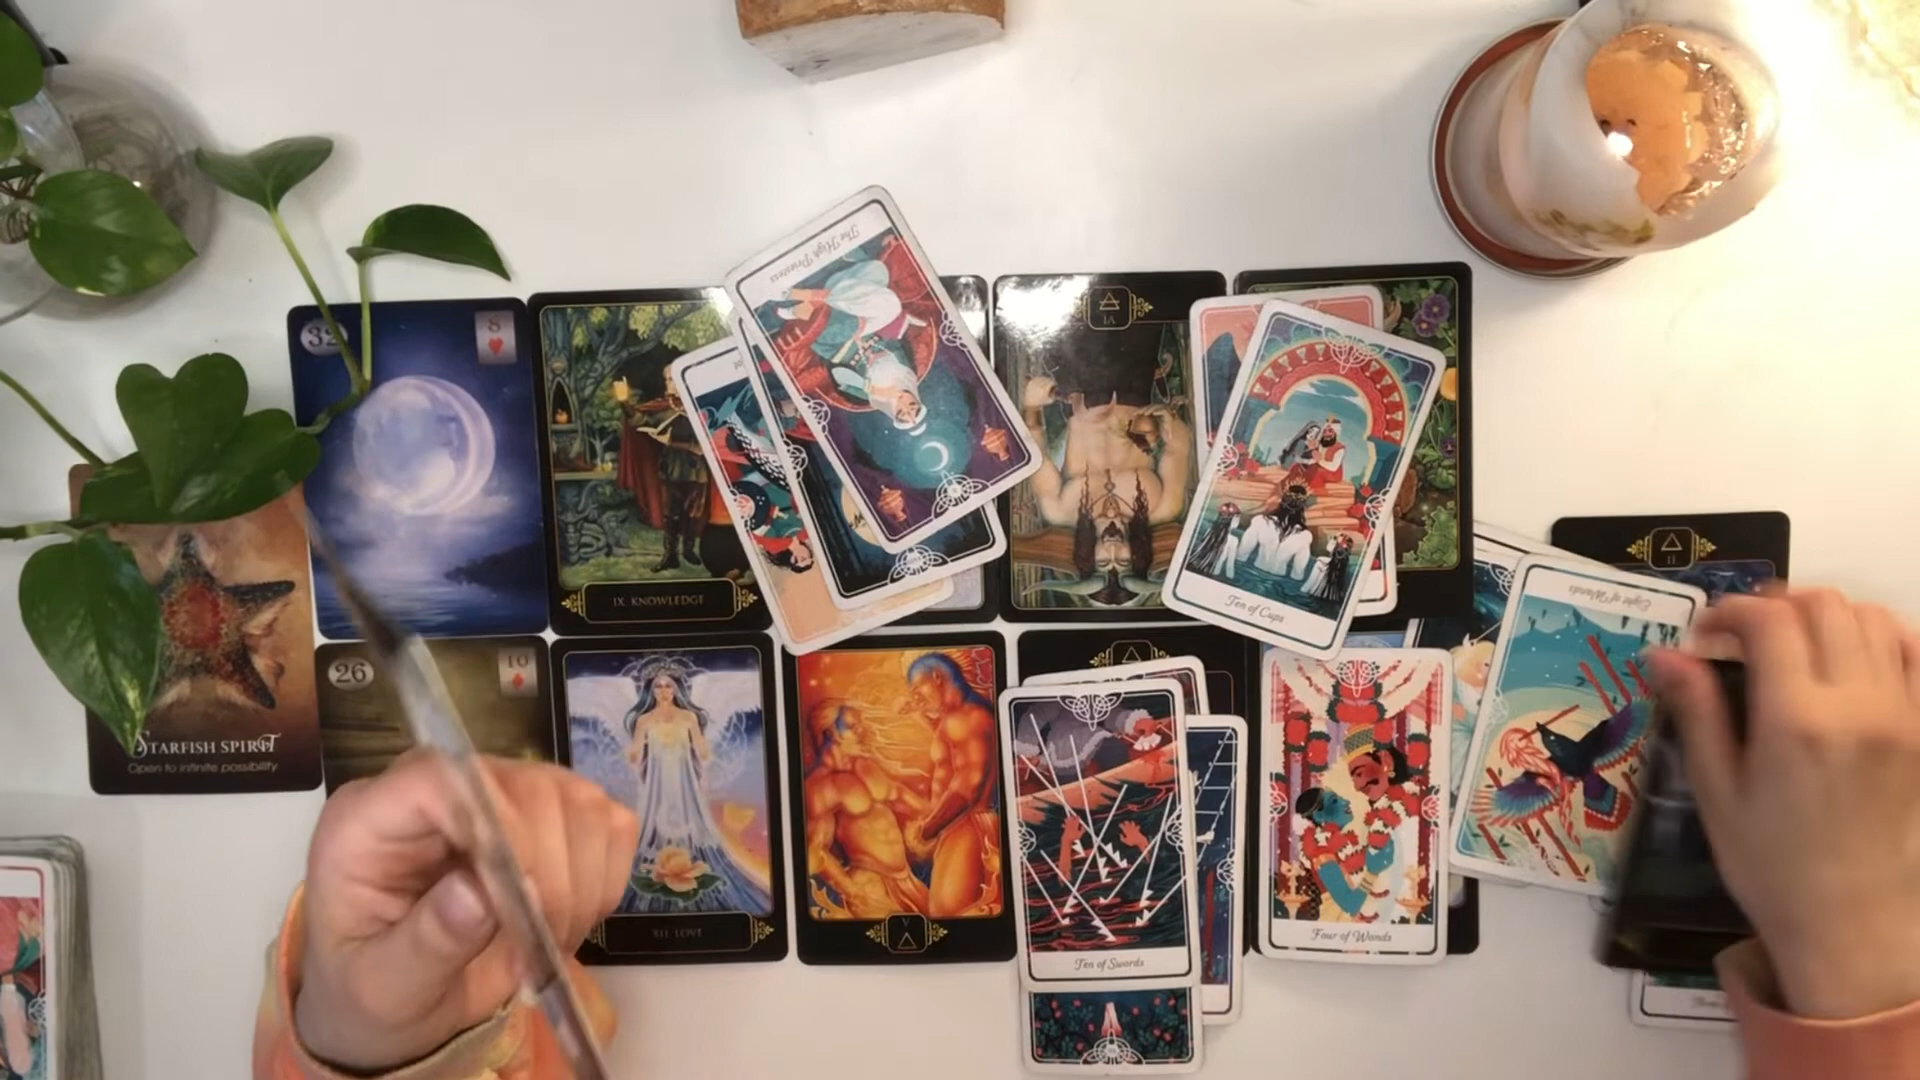 The High Priestess
IV
32
8
IX. KNOWLEDGE
Ten of Cups
II
Eight of Wands
STARFISH SPIRIT
Open to infinite possibility.
26
10
XII. LOVE
V
Four of Wands
Ten of Swords